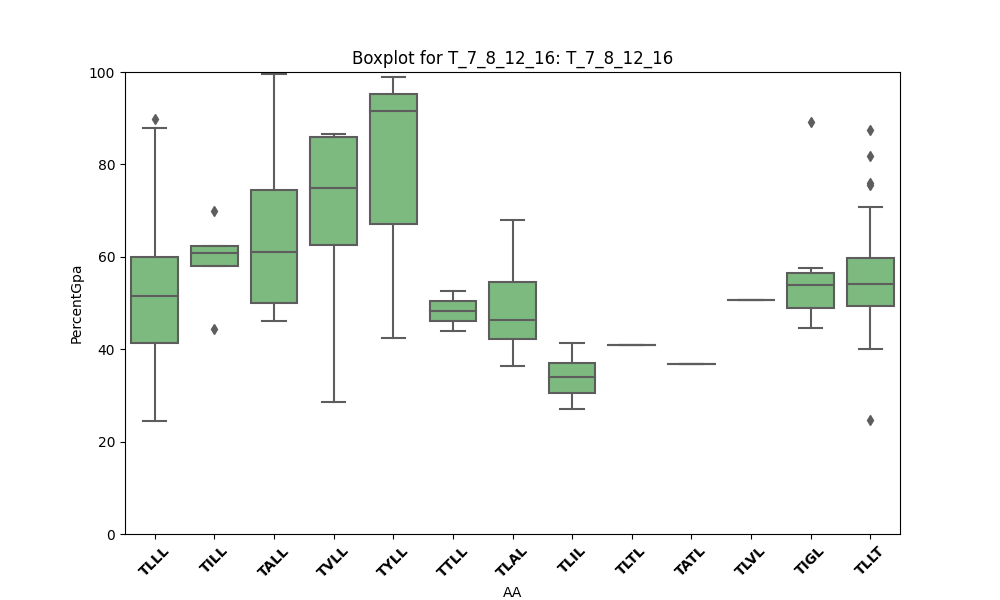 Boxplot for T_7_8_12_16: T_7_8_12_16
PercentGpa
100
80
60
40
20
0
TLLL TILL TALL TVLL TYLL TTLL TLAL TLIL TLTL TATL TLVL TIGL TLLT
AA